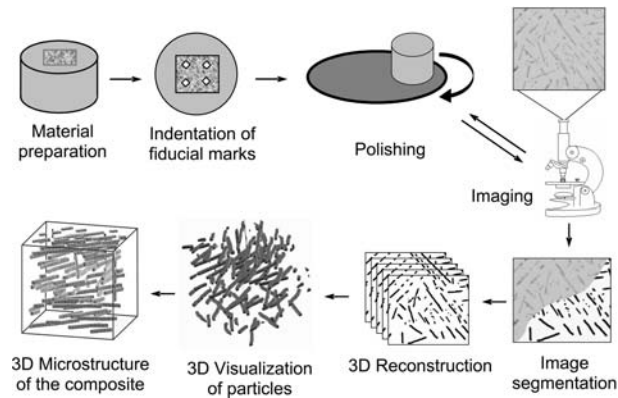 Material
preparation
Indentation of
fiducial marks
Polishing
Imaging
3D Microstructure
of the composite
3D Visualization
of particles
3D Reconstruction
Image
segmentation